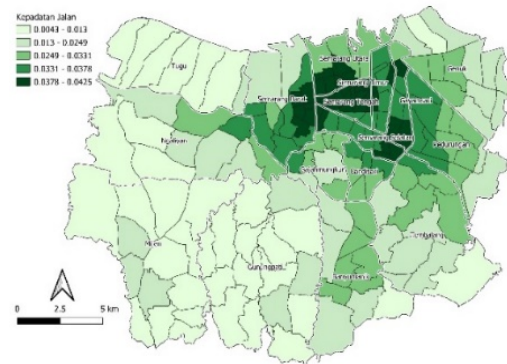 Kepadatan Jalan
0.0043 - 0.013
0.013 - 0.0249
0.0249 - 0.0331
0.0331 - 0.0378
0.0378 - 0.0425
Tugu
Semarang Utara
Genuk
Semarang Timur
Semarang Barat
Semarang Tengah
Gayamsari
Semarang Selatan
Ngaliyan
Pedurungan
Gajahmungkur
Candisari
Tembalang
Mijen
Gunungpati
Banyumanik
0 2.5 5 km